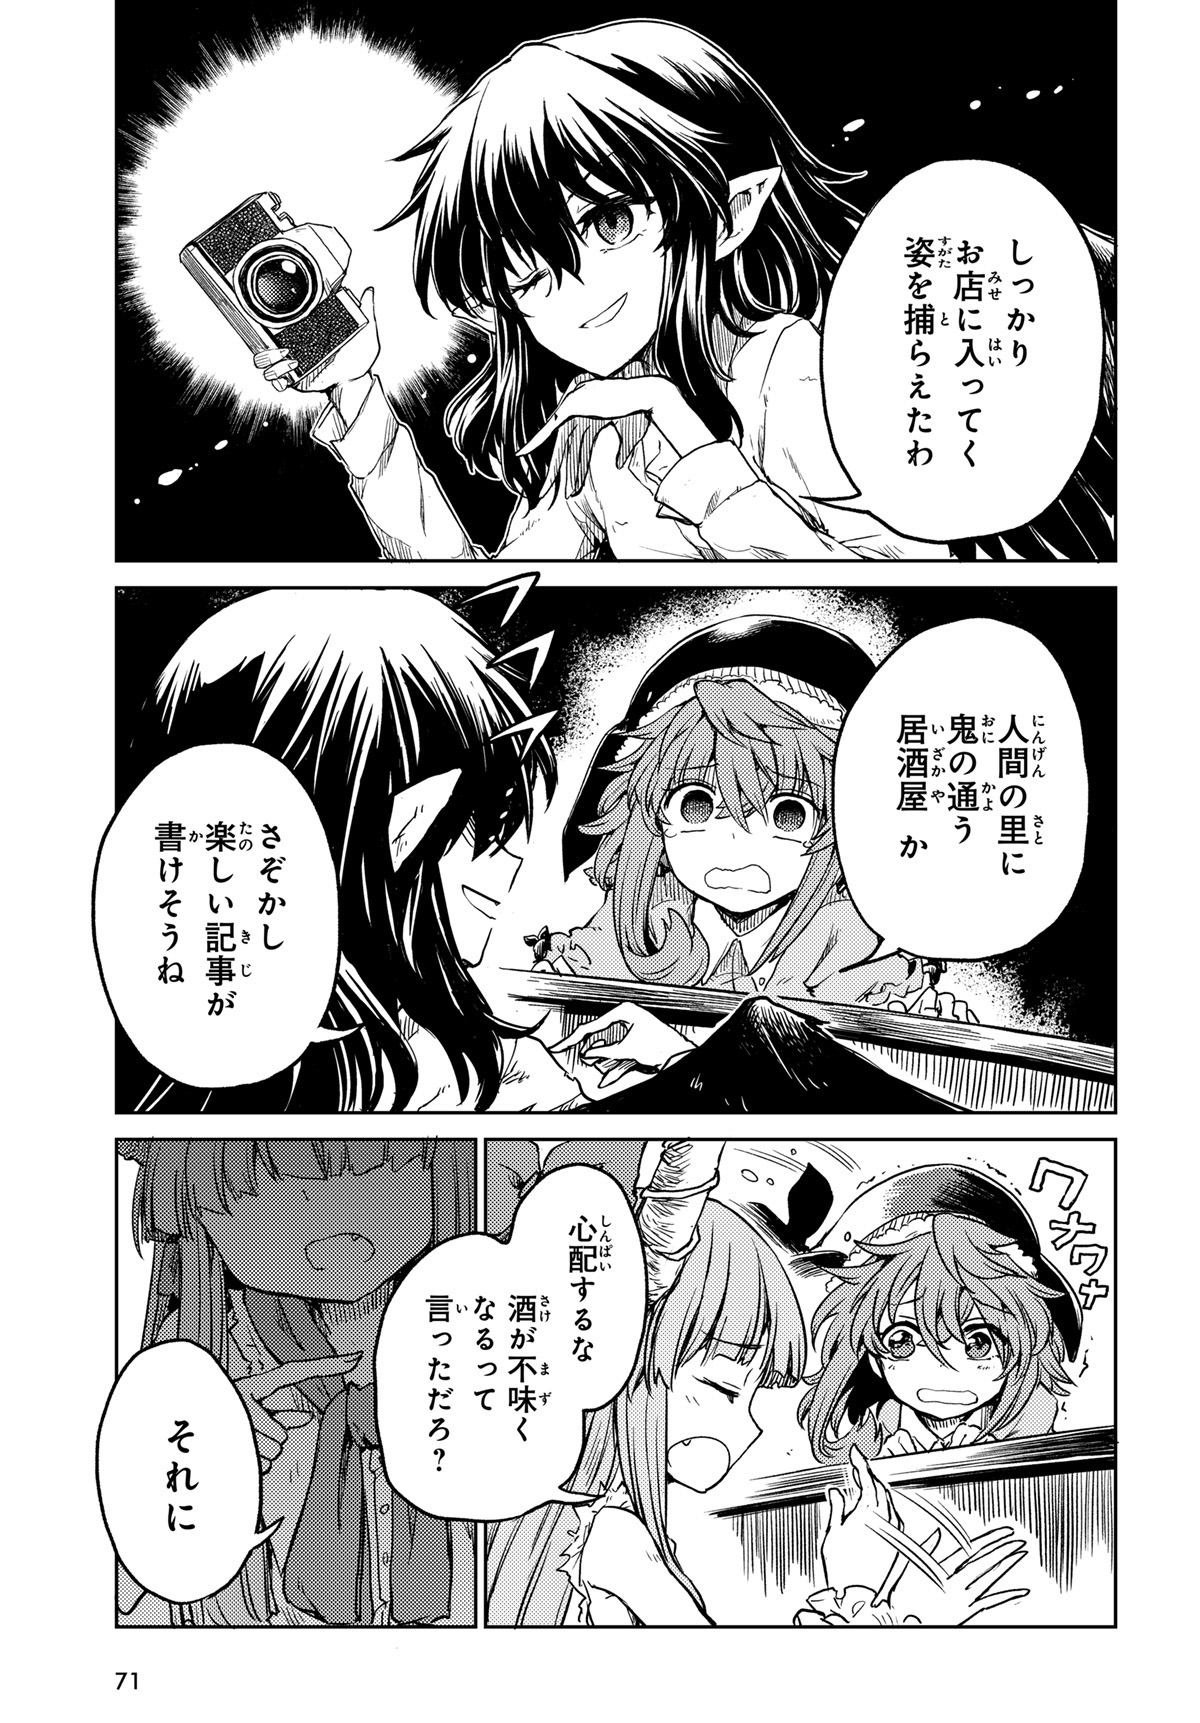 しっかり
お店に入ってく
姿を捕らえたわ
人間の里に
鬼の通う
居酒屋か
さぞかし
楽しい記事が
書けそうね
ワナワナ
心配するな
酒が不味く
なるって
言っただろ?
それに
71